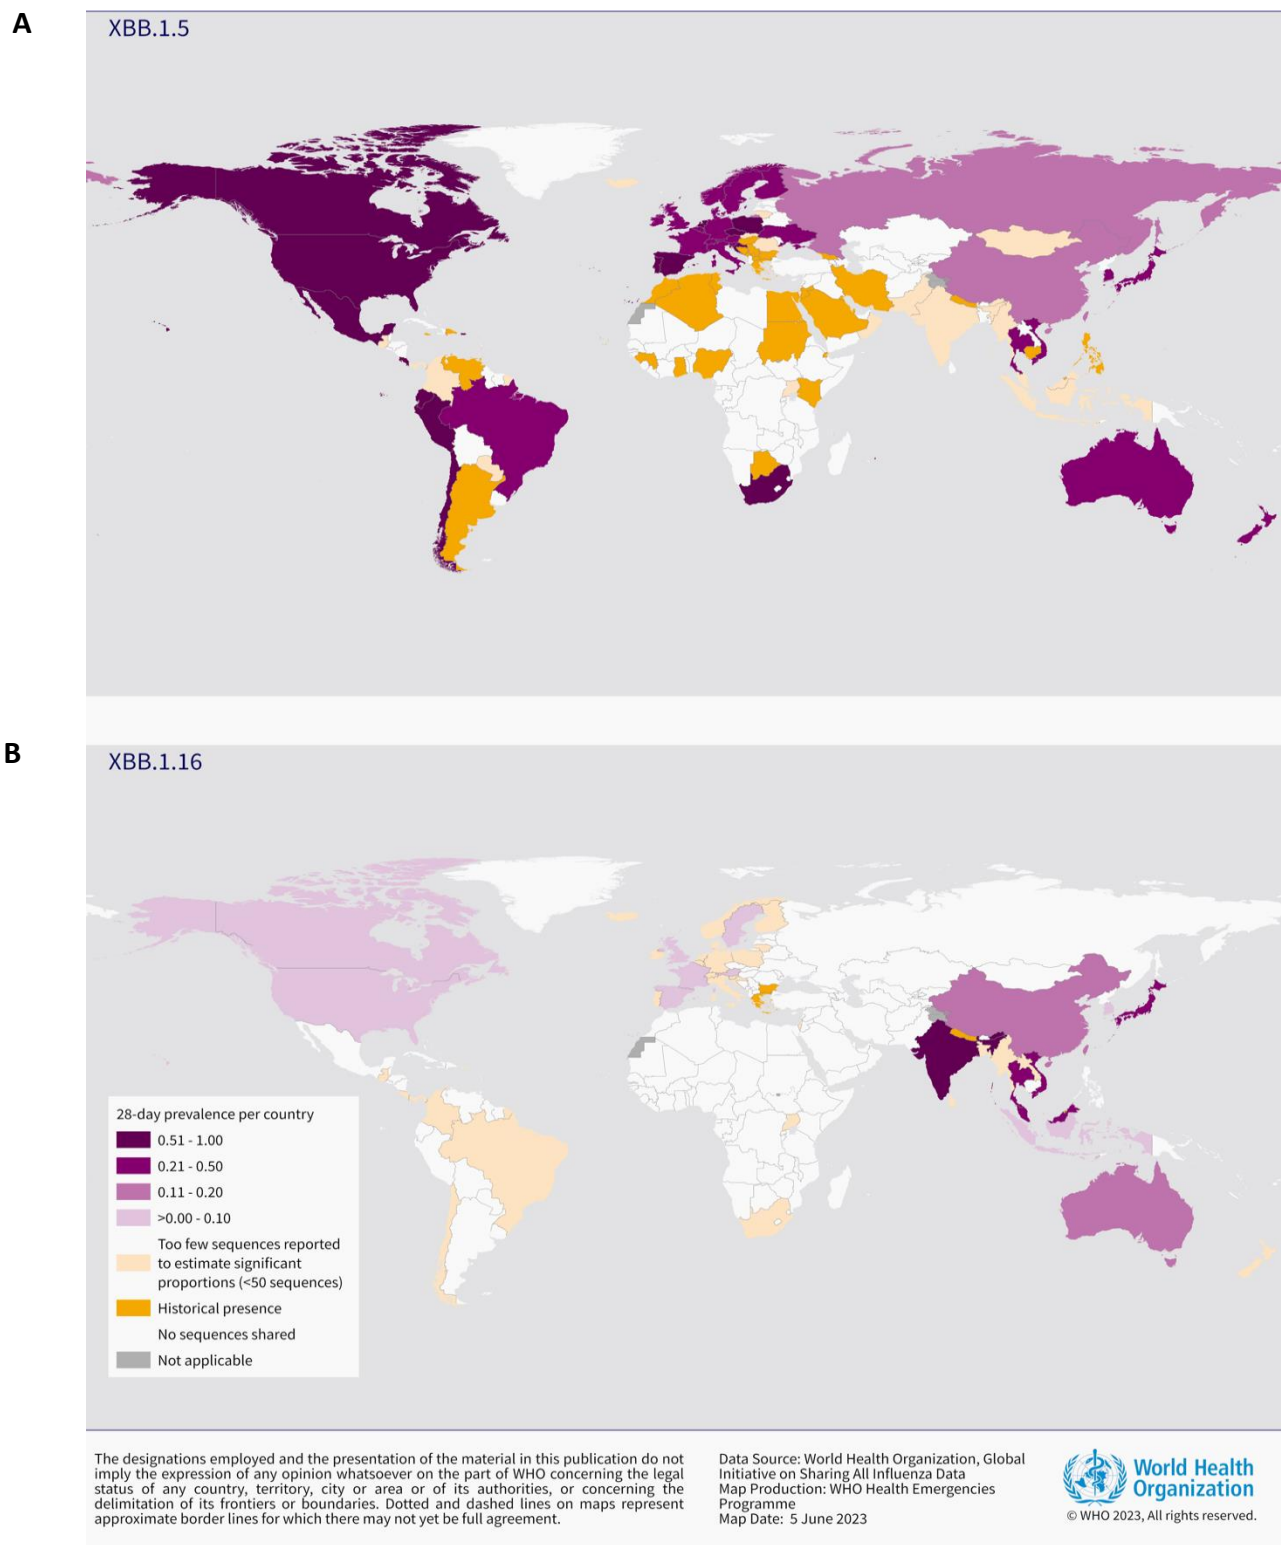 A
XBB.1.5
B
XBB.1.16
28-day prevalence per country
0.51 - 1.00
0.21 - 0.50
0.11 - 0.20
>0.00 - 0.10
Too few sequences reported
to estimate significant
proportions (<50 sequences)
Historical presence
No sequences shared
Not applicable
The designations employed and the presentation of the material in this publication do not
imply the expression of any opinion whatsoever on the part of WHO concerning the legal
status of any country, territory, city or area or of its authorities, or concerning the
delimitation of its frontiers or boundaries. Dotted and dashed lines on maps represent
approximate border lines for which there may not yet be full agreement.
Data Source: World Health Organization, Global
Initiative on Sharing All Influenza Data
Map Production: WHO Health Emergencies
Programme
Map Date: 5 June 2023
World Health
Organization
© WHO 2023, All rights reserved.